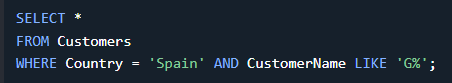 SELECT *
FROM Customers
WHERE Country = 'Spain' AND CustomerName LIKE 'G%';